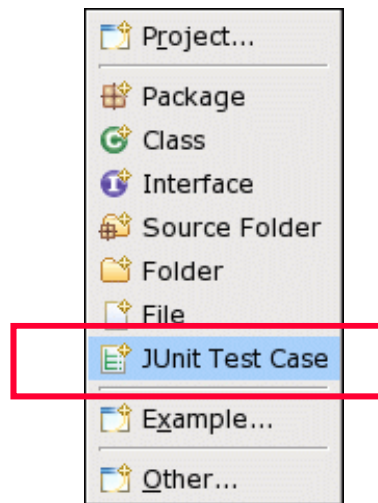 Project...
Package
Class
Interface
Source Folder
Folder
File
JUnit Test Case
Example...
Other...